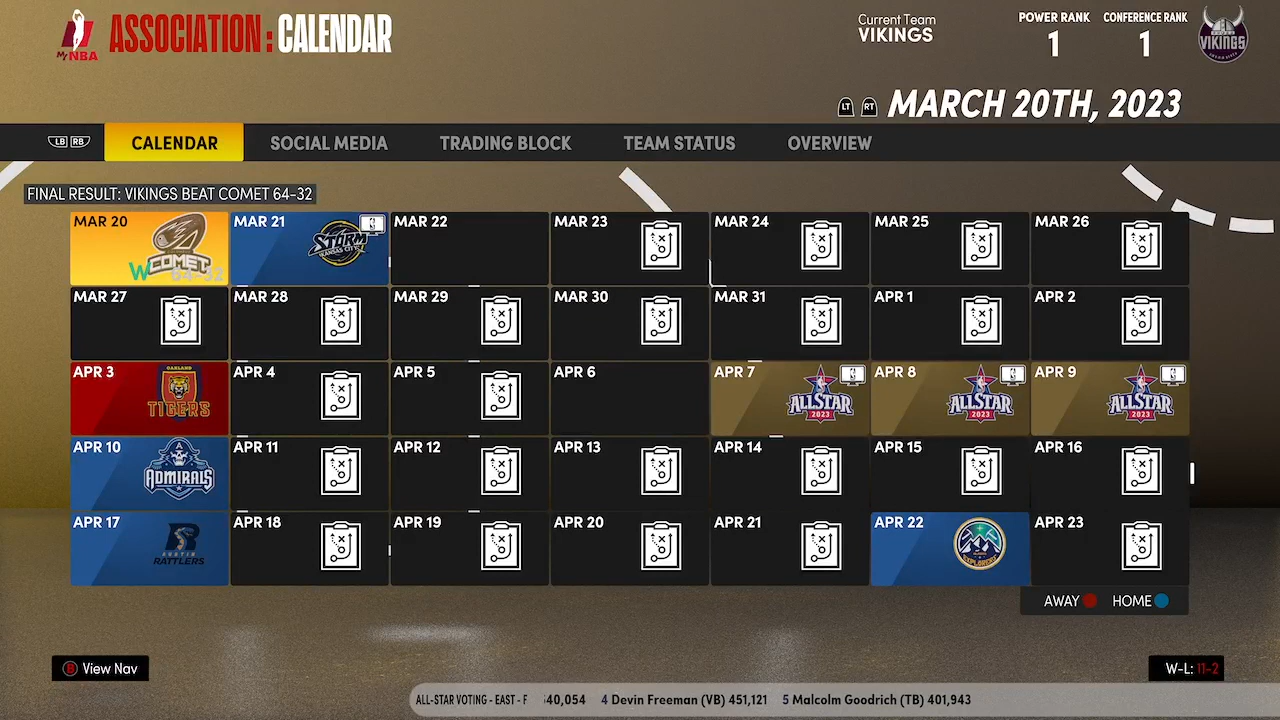 MyNBA
ASSOCIATION: CALENDAR
Current Team
VIKINGS
POWER RANK
1
CONFERENCE RANK
1
VIKINGS
LT RT MARCH 20TH, 2023
LB RB
CALENDAR
SOCIAL MEDIA
TRADING BLOCK
TEAM STATUS
OVERVIEW
FINAL RESULT: VIKINGS BEAT COMET 64-32
MAR 20
COMET
W 64-32
MAR 21
STORM
KANSAS CITY
MAR 22
MAR 23
MAR 24
MAR 25
MAR 26
MAR 27
MAR 28
MAR 29
MAR 30
MAR 31
APR 1
APR 2
APR 3
OAKLAND
TIGERS
APR 4
APR 5
APR 6
APR 7
ALLSTAR
2023
APR 8
ALLSTAR
2023
APR 9
ALLSTAR
2023
APR 10
ADMIRALS
APR 11
APR 12
APR 13
APR 14
APR 15
APR 16
APR 17
AUSTIN
RATTLERS
APR 18
APR 19
APR 20
APR 21
APR 22
EXPLORERS
APR 23
AWAY HOME
B View Nav
W-L: 11-2
ALL-STAR VOTING - EAST - F 40,054 4 Devin Freeman (VB) 451,121 5 Malcolm Goodrich (TB) 401,943